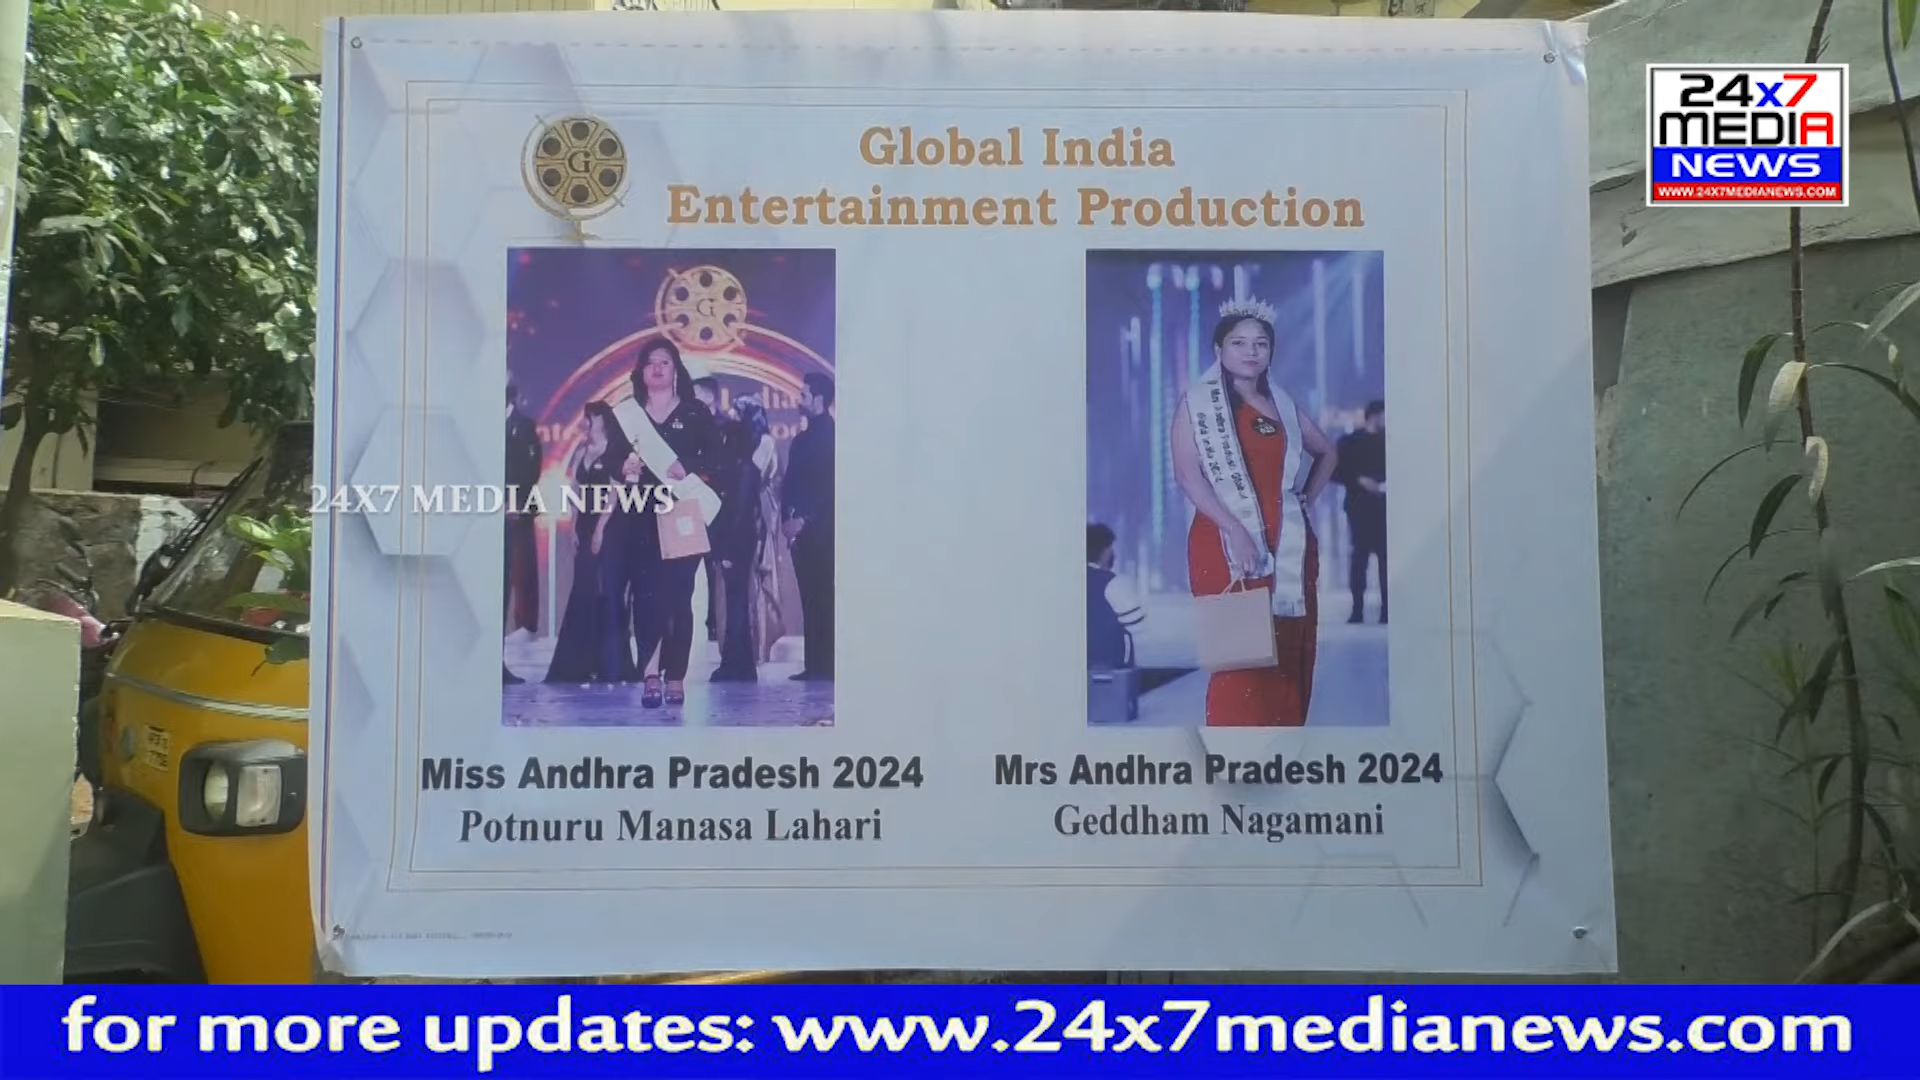 24x7
MEDIA
NEWS
WWW.24X7MEDIANEWS.COM
Global India
Entertainment Production
G
G
24X7 MEDIA NEWS
Miss Andhra Pradesh 2024
Potnuru Manasa Lahari
Mrs Andhra Pradesh 2024
Geddham Nagamani
for more updates: www.24x7medianews.com